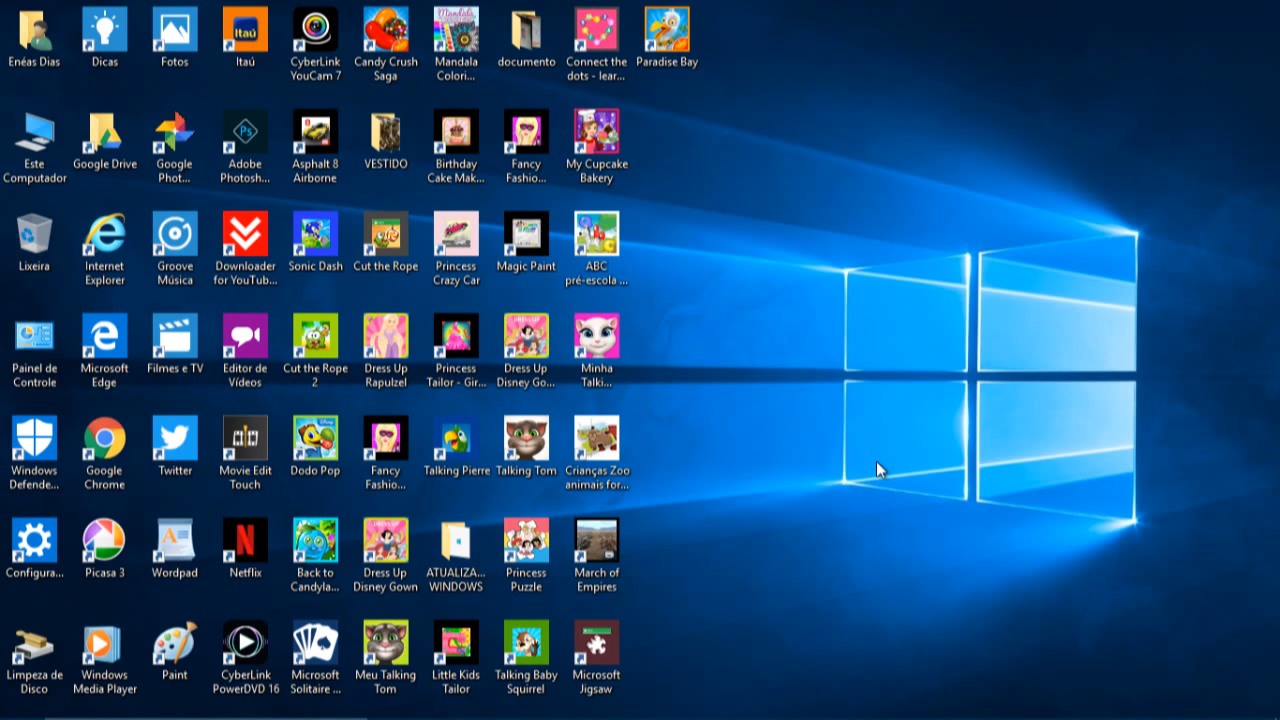 Enéas Dias
Dicas
Fotos
Itaú
CyberLink
YouCam 7
Candy Crush
Saga
Mandala
Colori...
documento
Connect the
dots - lear...
Paradise Bay
Este
Computador
Google Drive
Google
Phot...
Adobe
Photosh...
Asphalt 8
Airborne
VESTIDO
Birthday
Cake Mak...
Fancy
Fashio...
My Cupcake
Bakery
Lixeira
Internet
Explorer
Groove
Música
Downloader
for YouTub...
Sonic Dash
Cut the Rope
Princess
Crazy Car
Magic Paint
ABC
pré-escola ...
Painel de
Controle
Microsoft
Edge
Filmes e TV
Editor de
Vídeos
Cut the Rope
2
Dress Up
Rapulzel
Princess
Tailor - Gir...
Dress Up
Disney Go...
Minha
Talki...
Windows
Defende...
Google
Chrome
Twitter
Movie Edit
Touch
Dodo Pop
Fancy
Fashio...
Talking Pierre
Talking Tom
Crianças Zoo
animais for...
Configura...
Picasa 3
Wordpad
Netflix
Back to
Candyla...
Dress Up
Disney Gown
ATUALIZA...
WINDOWS
Princess
Puzzle
March of
Empires
Limpeza de
Disco
Windows
Media Player
Paint
CyberLink
PowerDVD 16
Microsoft
Solitaire ...
Meu Talking
Tom
Little Kids
Tailor
Talking Baby
Squirrel
Microsoft
Jigsaw